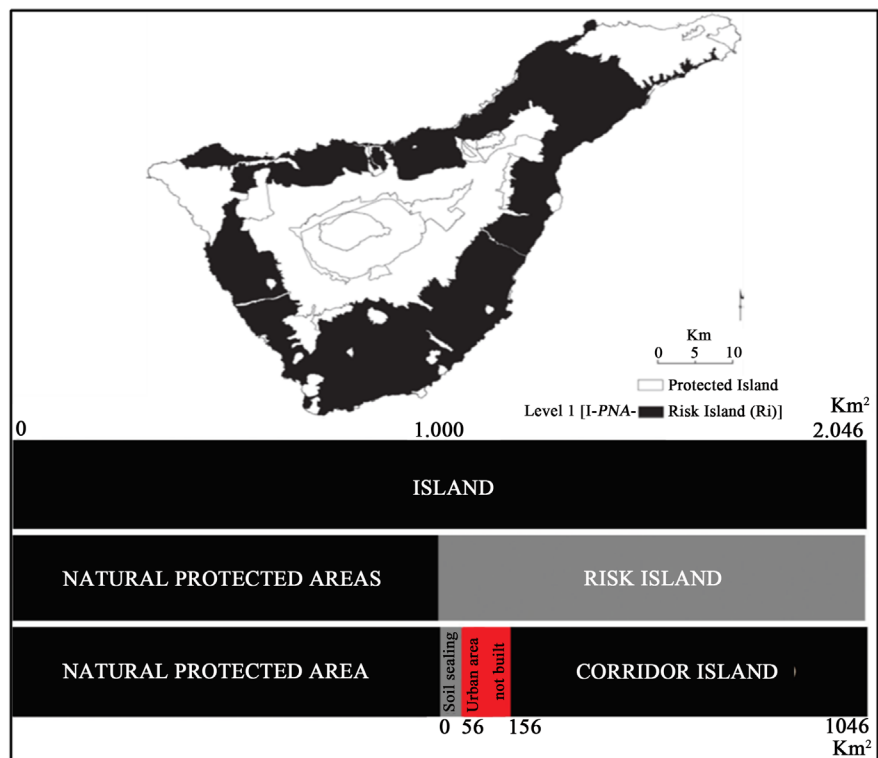 Km
0 5 10
Protected Island
Level 1 [I-PNA- Risk Island (Ri)]
Km²
0 1.000 2.046
ISLAND
NATURAL PROTECTED AREAS RISK ISLAND
NATURAL PROTECTED AREA
Soil sealing
Urban area
not built
CORRIDOR ISLAND
0 56 156 1046
Km²